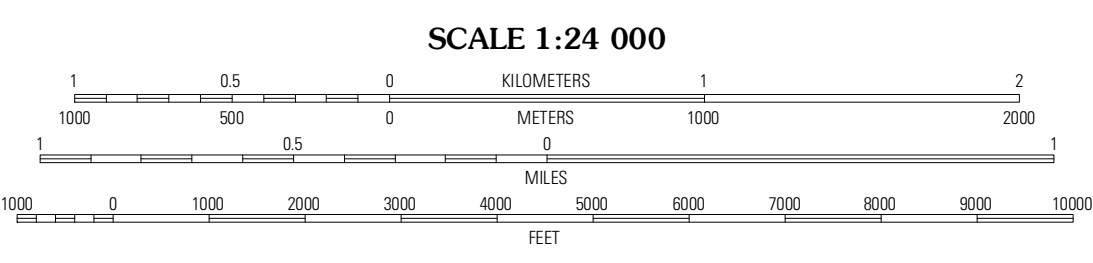 SCALE 1:24 000
1 0.5 0 KILOMETERS 1 2
1000 500 0 METERS 1000 2000
1 0.5 0 1
MILES
1000 0 1000 2000 3000 4000 5000 6000 7000 8000 9000 10000
FEET